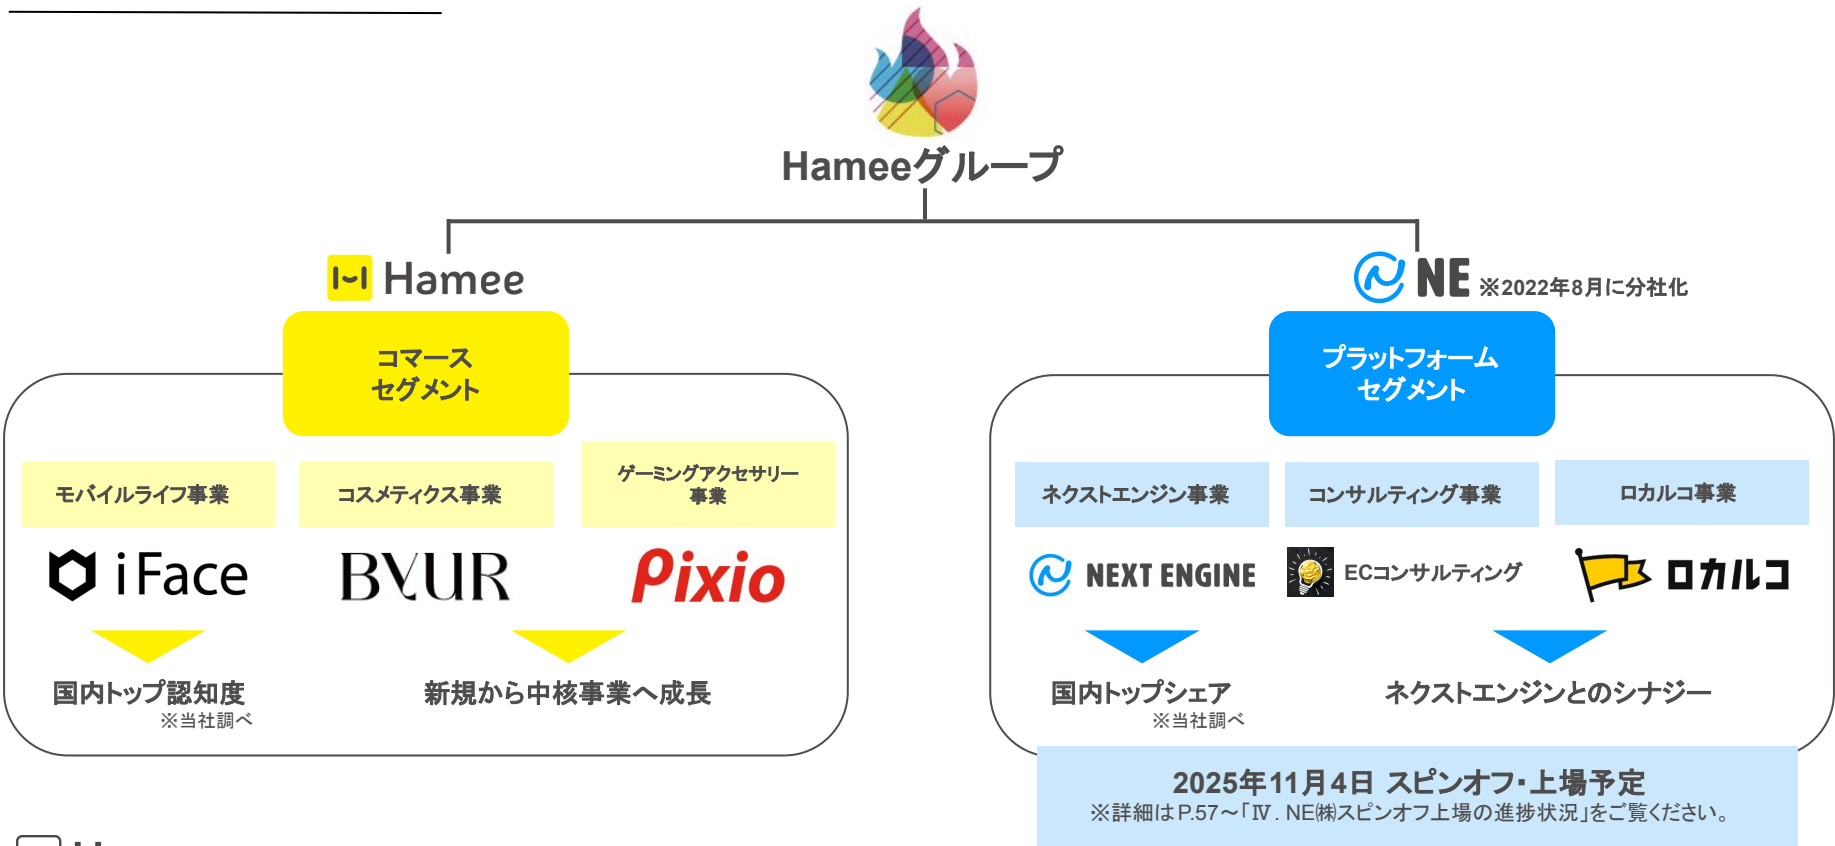 Hameeグループ
Hamee
NE ※2022年8月に分社化
コマース
セグメント
プラットフォーム
セグメント
モバイルライフ事業
コスメティクス事業
ゲーミングアクセサリー
事業
iFace
BYUR
Pixio
国内トップ認知度
※当社調べ
新規から中核事業へ成長
ネクストエンジン事業
コンサルティング事業
ロカルコ事業
NEXT ENGINE
ECコンサルティング
ロカルコ
国内トップシェア
※当社調べ
ネクストエンジンとのシナジー
2025年11月4日 スピンオフ・上場予定
※詳細はP.57～「Ⅳ. NE㈱スピンオフ上場の進捗状況」をご覧ください。